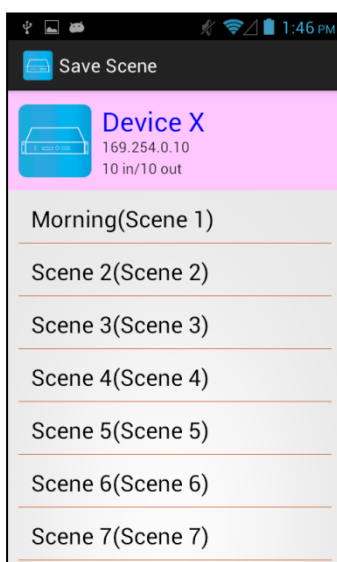 1:46 PM
Save Scene
Device X
169.254.0.10
10 in/10 out
Morning(Scene 1)
Scene 2(Scene 2)
Scene 3(Scene 3)
Scene 4(Scene 4)
Scene 5(Scene 5)
Scene 6(Scene 6)
Scene 7(Scene 7)